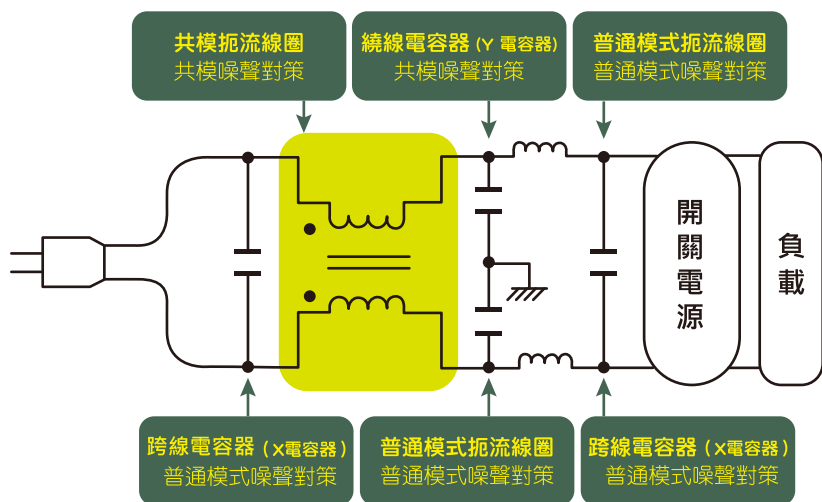 共模扼流線圈
共模噪聲對策
繞線電容器 (Y 電容器)
共模噪聲對策
普通模式扼流線圈
普通模式噪聲對策
開關電源
負載
跨線電容器 (X電容器)
普通模式噪聲對策
普通模式扼流線圈
普通模式噪聲對策
跨線電容器 (X電容器)
普通模式噪聲對策